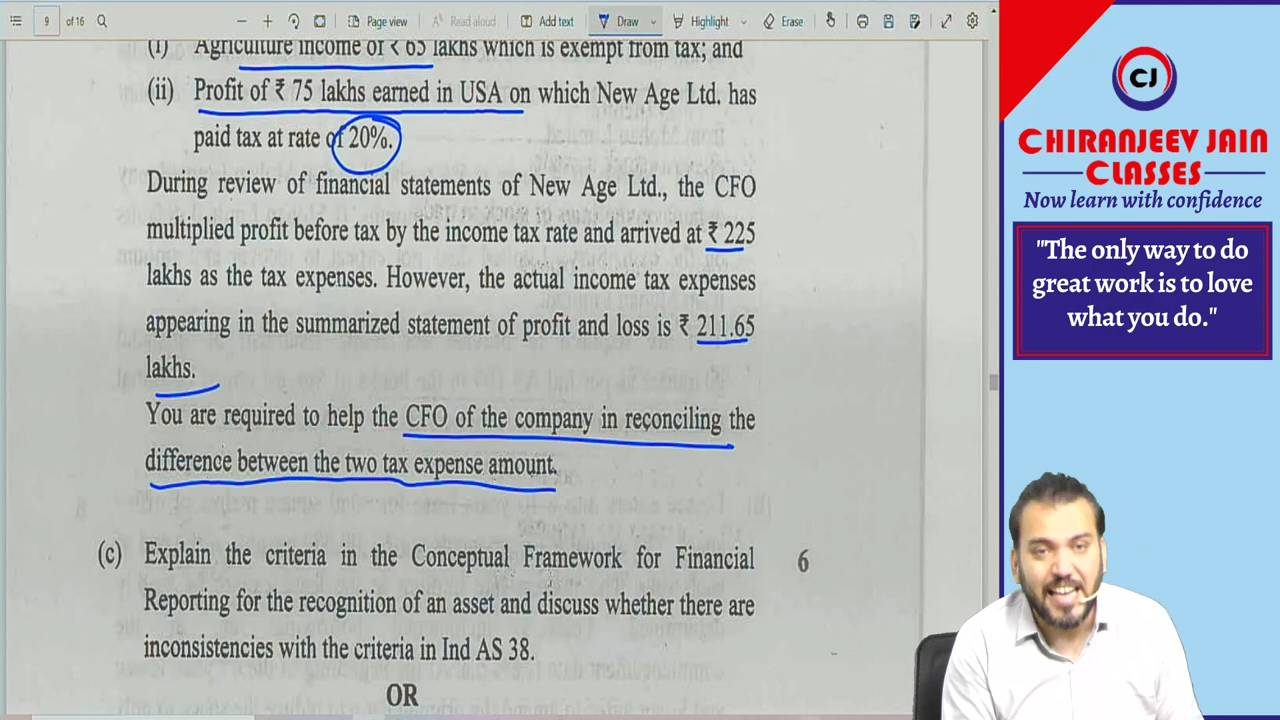 9 of 16
Page view
Read aloud
Add text
Draw
Highlight
Erase
(i) Agriculture income of ₹ 65 lakhs which is exempt from tax; and
(ii) Profit of ₹ 75 lakhs earned in USA on which New Age Ltd. has
paid tax at rate of 20%.
During review of financial statements of New Age Ltd., the CFO
multiplied profit before tax by the income tax rate and arrived at ₹ 225
lakhs as the tax expenses. However, the actual income tax expenses
appearing in the summarized statement of profit and loss is ₹ 211.65
lakhs.
You are required to help the CFO of the company in reconciling the
difference between the two tax expense amount.
(c) Explain the criteria in the Conceptual Framework for Financial 6
Reporting for the recognition of an asset and discuss whether there are
inconsistencies with the criteria in Ind AS 38.
OR
CJ
CHIRANJEEV JAIN
CLASSES
Now learn with confidence
"The only way to do
great work is to love
what you do."